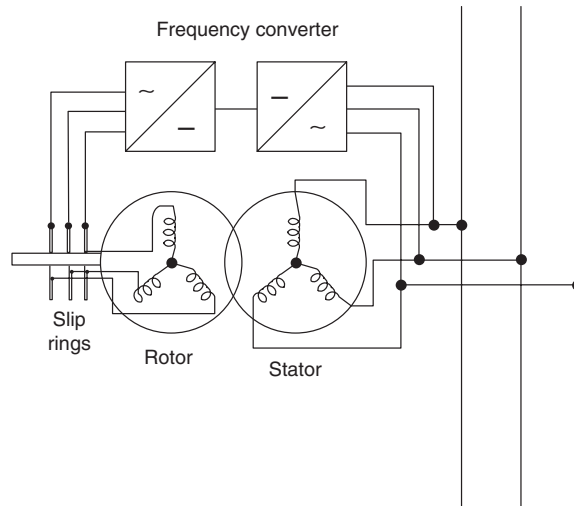 Frequency converter
~
–
–
~
Slip
rings
Rotor
Stator